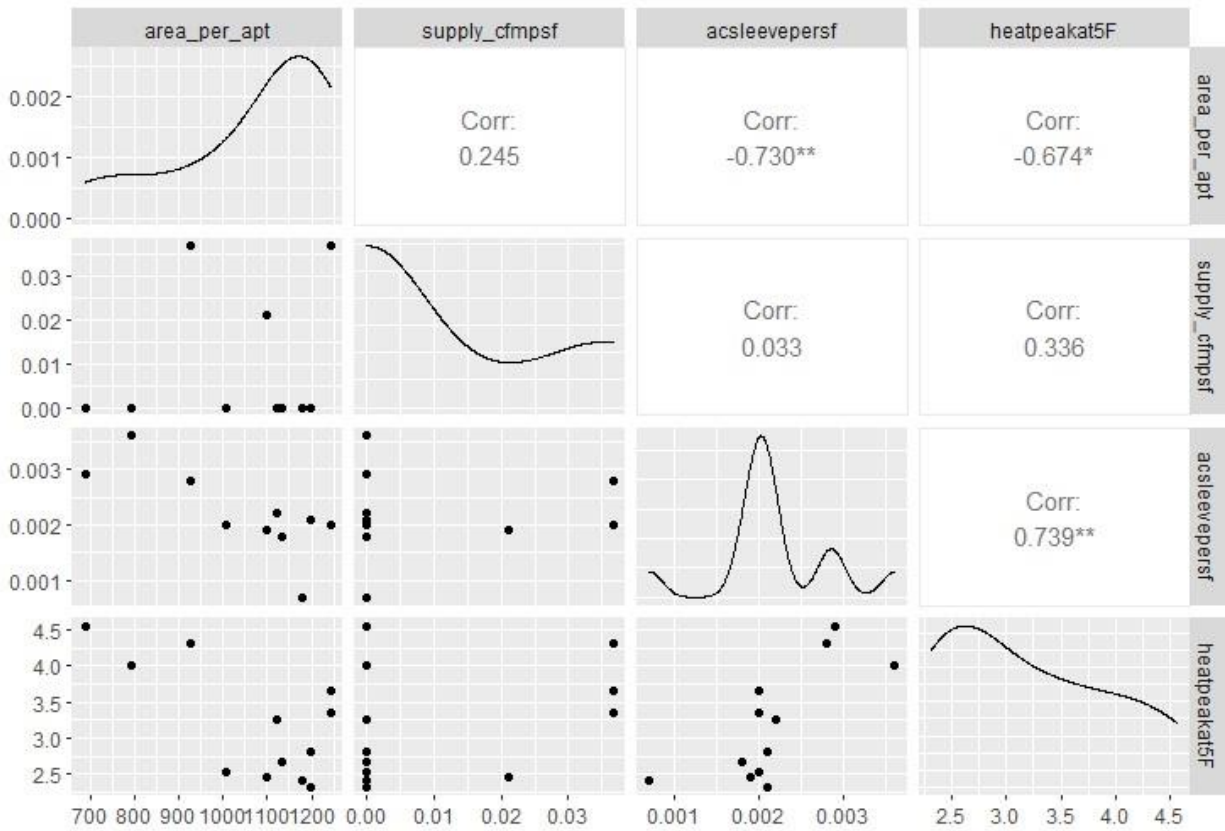 area_per_apt supply_cfmpsf acsleevepersf heatpeakat5F
0.002
0.001
0.000
Corr:
0.245
Corr:
-0.730**
Corr:
-0.674*
area_per_apt
0.03
0.02
0.01
0.00
Corr:
0.033
Corr:
0.336
supply_cfmpsf
0.003
0.002
0.001
Corr:
0.739**
acsleevepersf
4.5
4.0
3.5
3.0
2.5
heatpeakat5F
700 800 900 1000 1100 1200 0.00 0.01 0.02 0.03 0.001 0.002 0.003 2.5 3.0 3.5 4.0 4.5